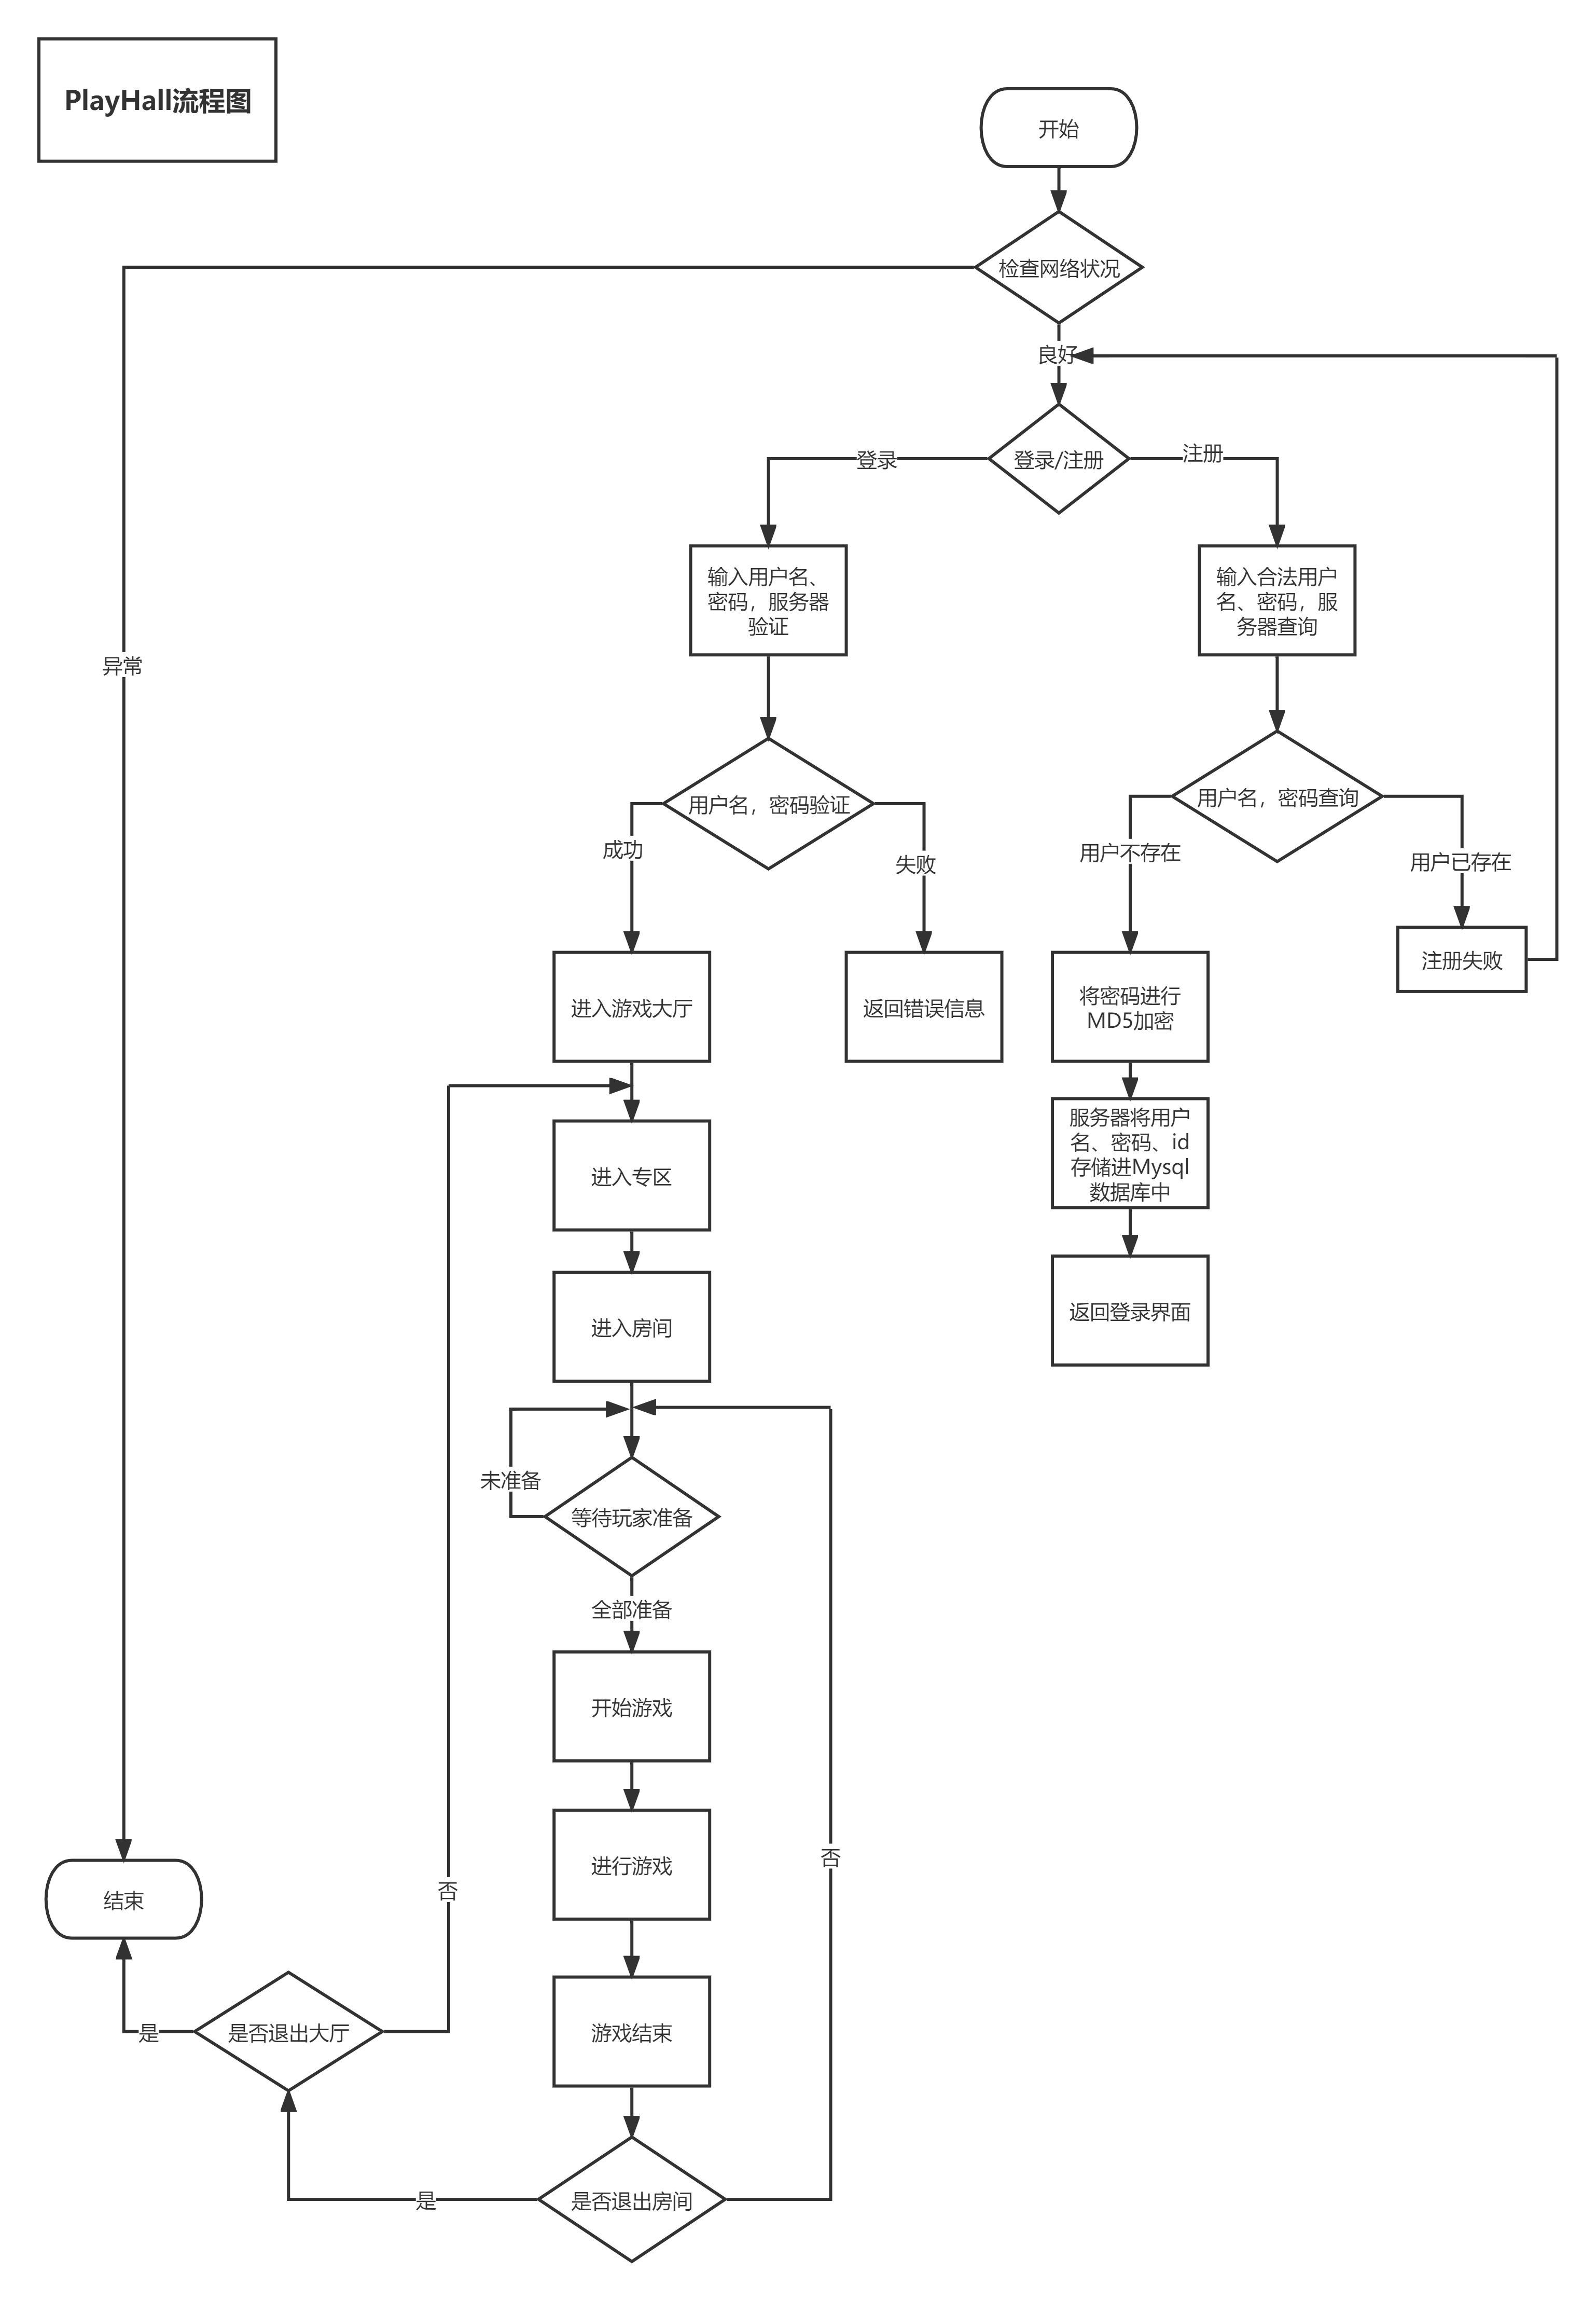 PlayHall流程图
开始
检查网络状况
良好
登录
登录/注册
注册
输入用户名、
密码，服务器
验证
输入合法用户
名、密码，服
务器查询
异常
用户名，密码验证
用户名，密码查询
成功
失败
用户不存在
用户已存在
注册失败
进入游戏大厅
返回错误信息
将密码进行
MD5加密
服务器将用户
名、密码、id
存储进Mysql
数据库中
进入专区
返回登录界面
进入房间
未准备
等待玩家准备
全部准备
开始游戏
进行游戏
否
否
结束
是
是否退出大厅
游戏结束
是
是否退出房间